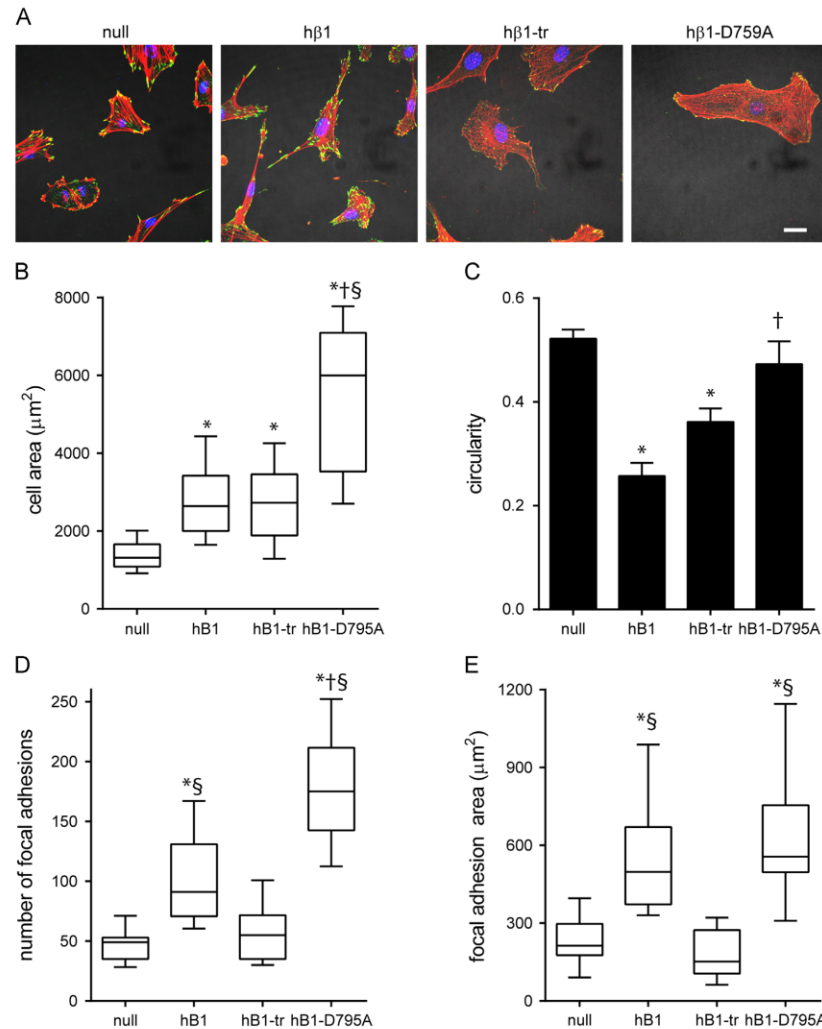 A
null hβ1 hβ1-tr hβ1-D759A
B
cell area (μm²)
8000
6000
4000
2000
0
* * *†§
null hB1 hB1-tr hB1-D795A
C
circularity
0.6
0.4
0.2
0.0
* * †
null hB1 hB1-tr hB1-D795A
D
number of focal adhesions
250
200
150
100
50
0
*§ *†§
null hB1 hB1-tr hB1-D795A
E
focal adhesion area (μm²)
1200
900
600
300
0
*§ *§
null hB1 hB1-tr hB1-D795A